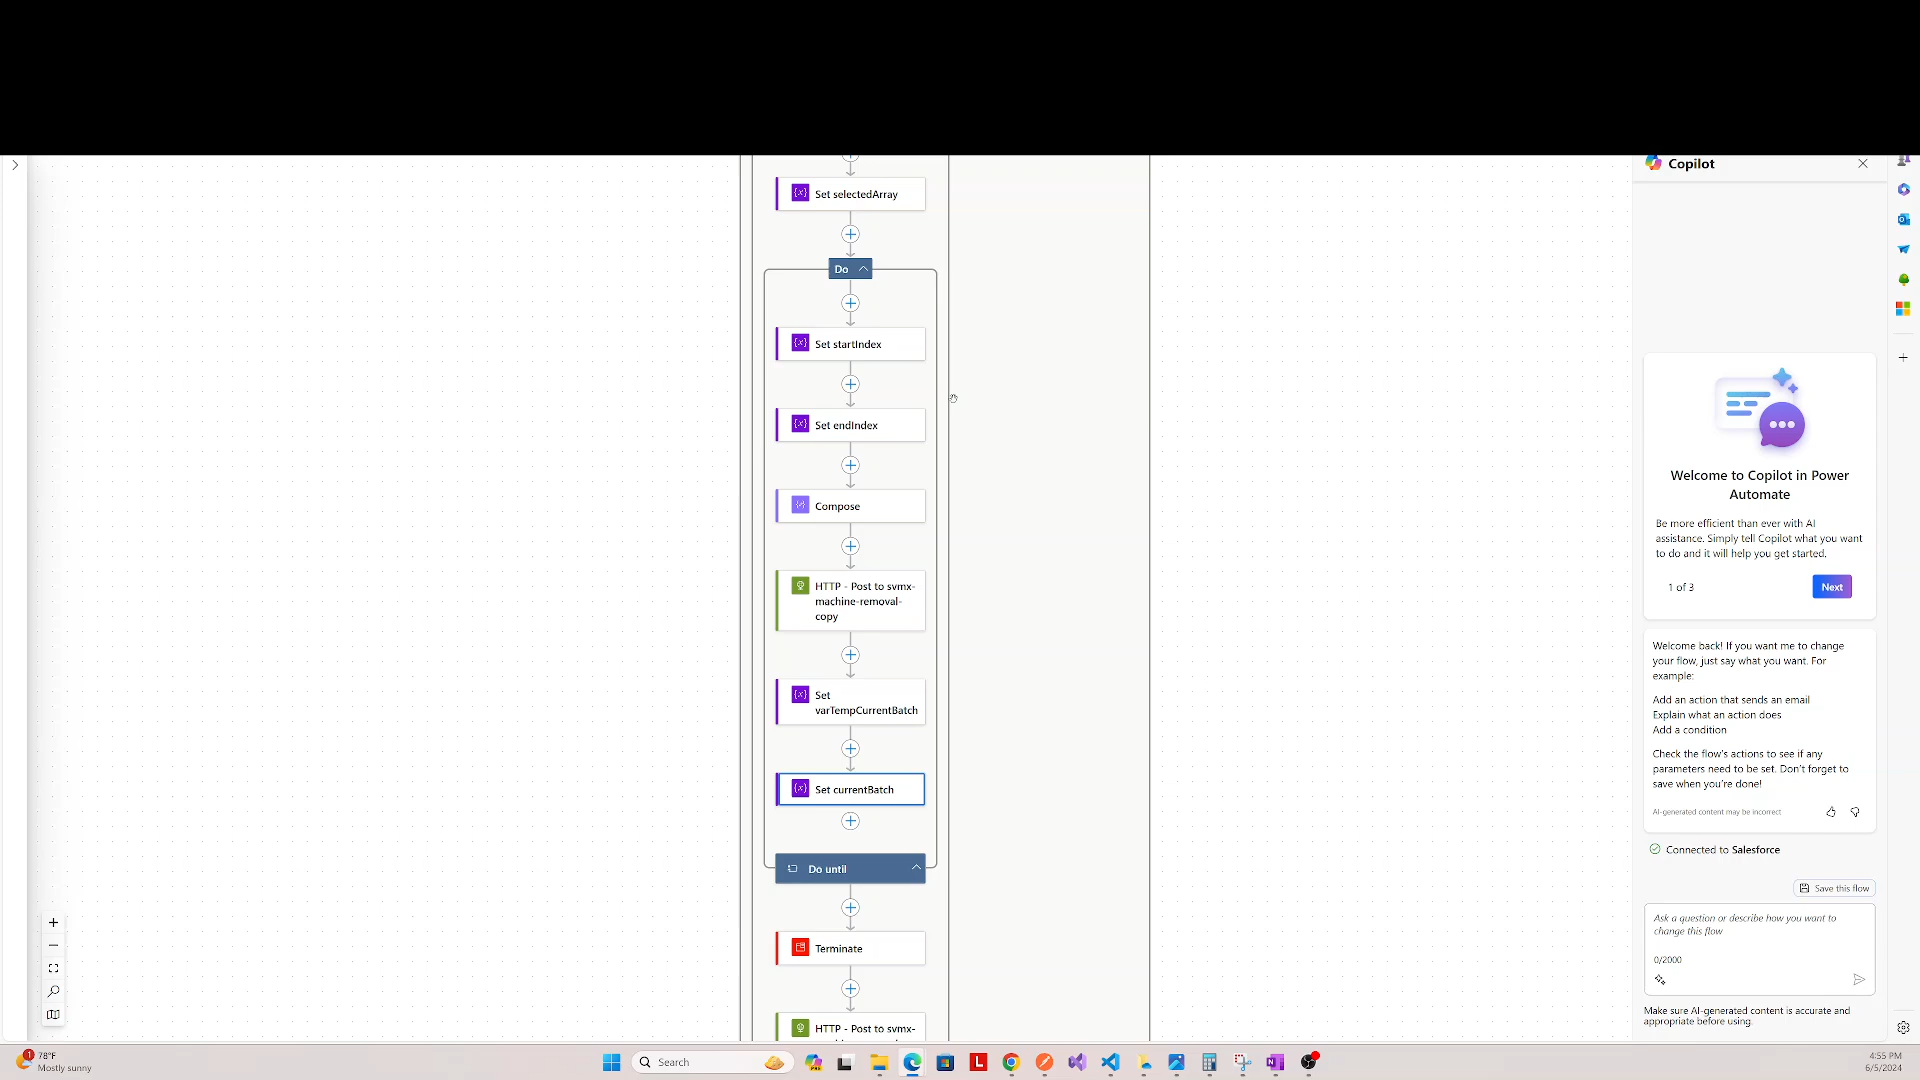 Copilot
Set selectedArray
Do
Set startIndex
Set endIndex
Compose
HTTP - Post to svmx-
machine-removal-
copy
Set
varTempCurrentBatch
Set currentBatch
Do until
Terminate
HTTP - Post to svmx-
Welcome to Copilot in Power
Automate
Be more efficient than ever with AI
assistance. Simply tell Copilot what you want
to do and it will help you get started.
1 of 3
Next
Welcome back! If you want me to change
your flow, just say what you want. For
example:
Add an action that sends an email
Explain what an action does
Add a condition
Check the flow's actions to see if any
parameters need to be set. Don't forget to
save when you're done!
AI-generated content may be incorrect
Connected to Salesforce
Save this flow
Ask a question or describe how you want to
change this flow
0/2000
Make sure AI-generated content is accurate and
appropriate before using.
1
78°F
Mostly sunny
Search
L
4:55 PM
6/5/2024